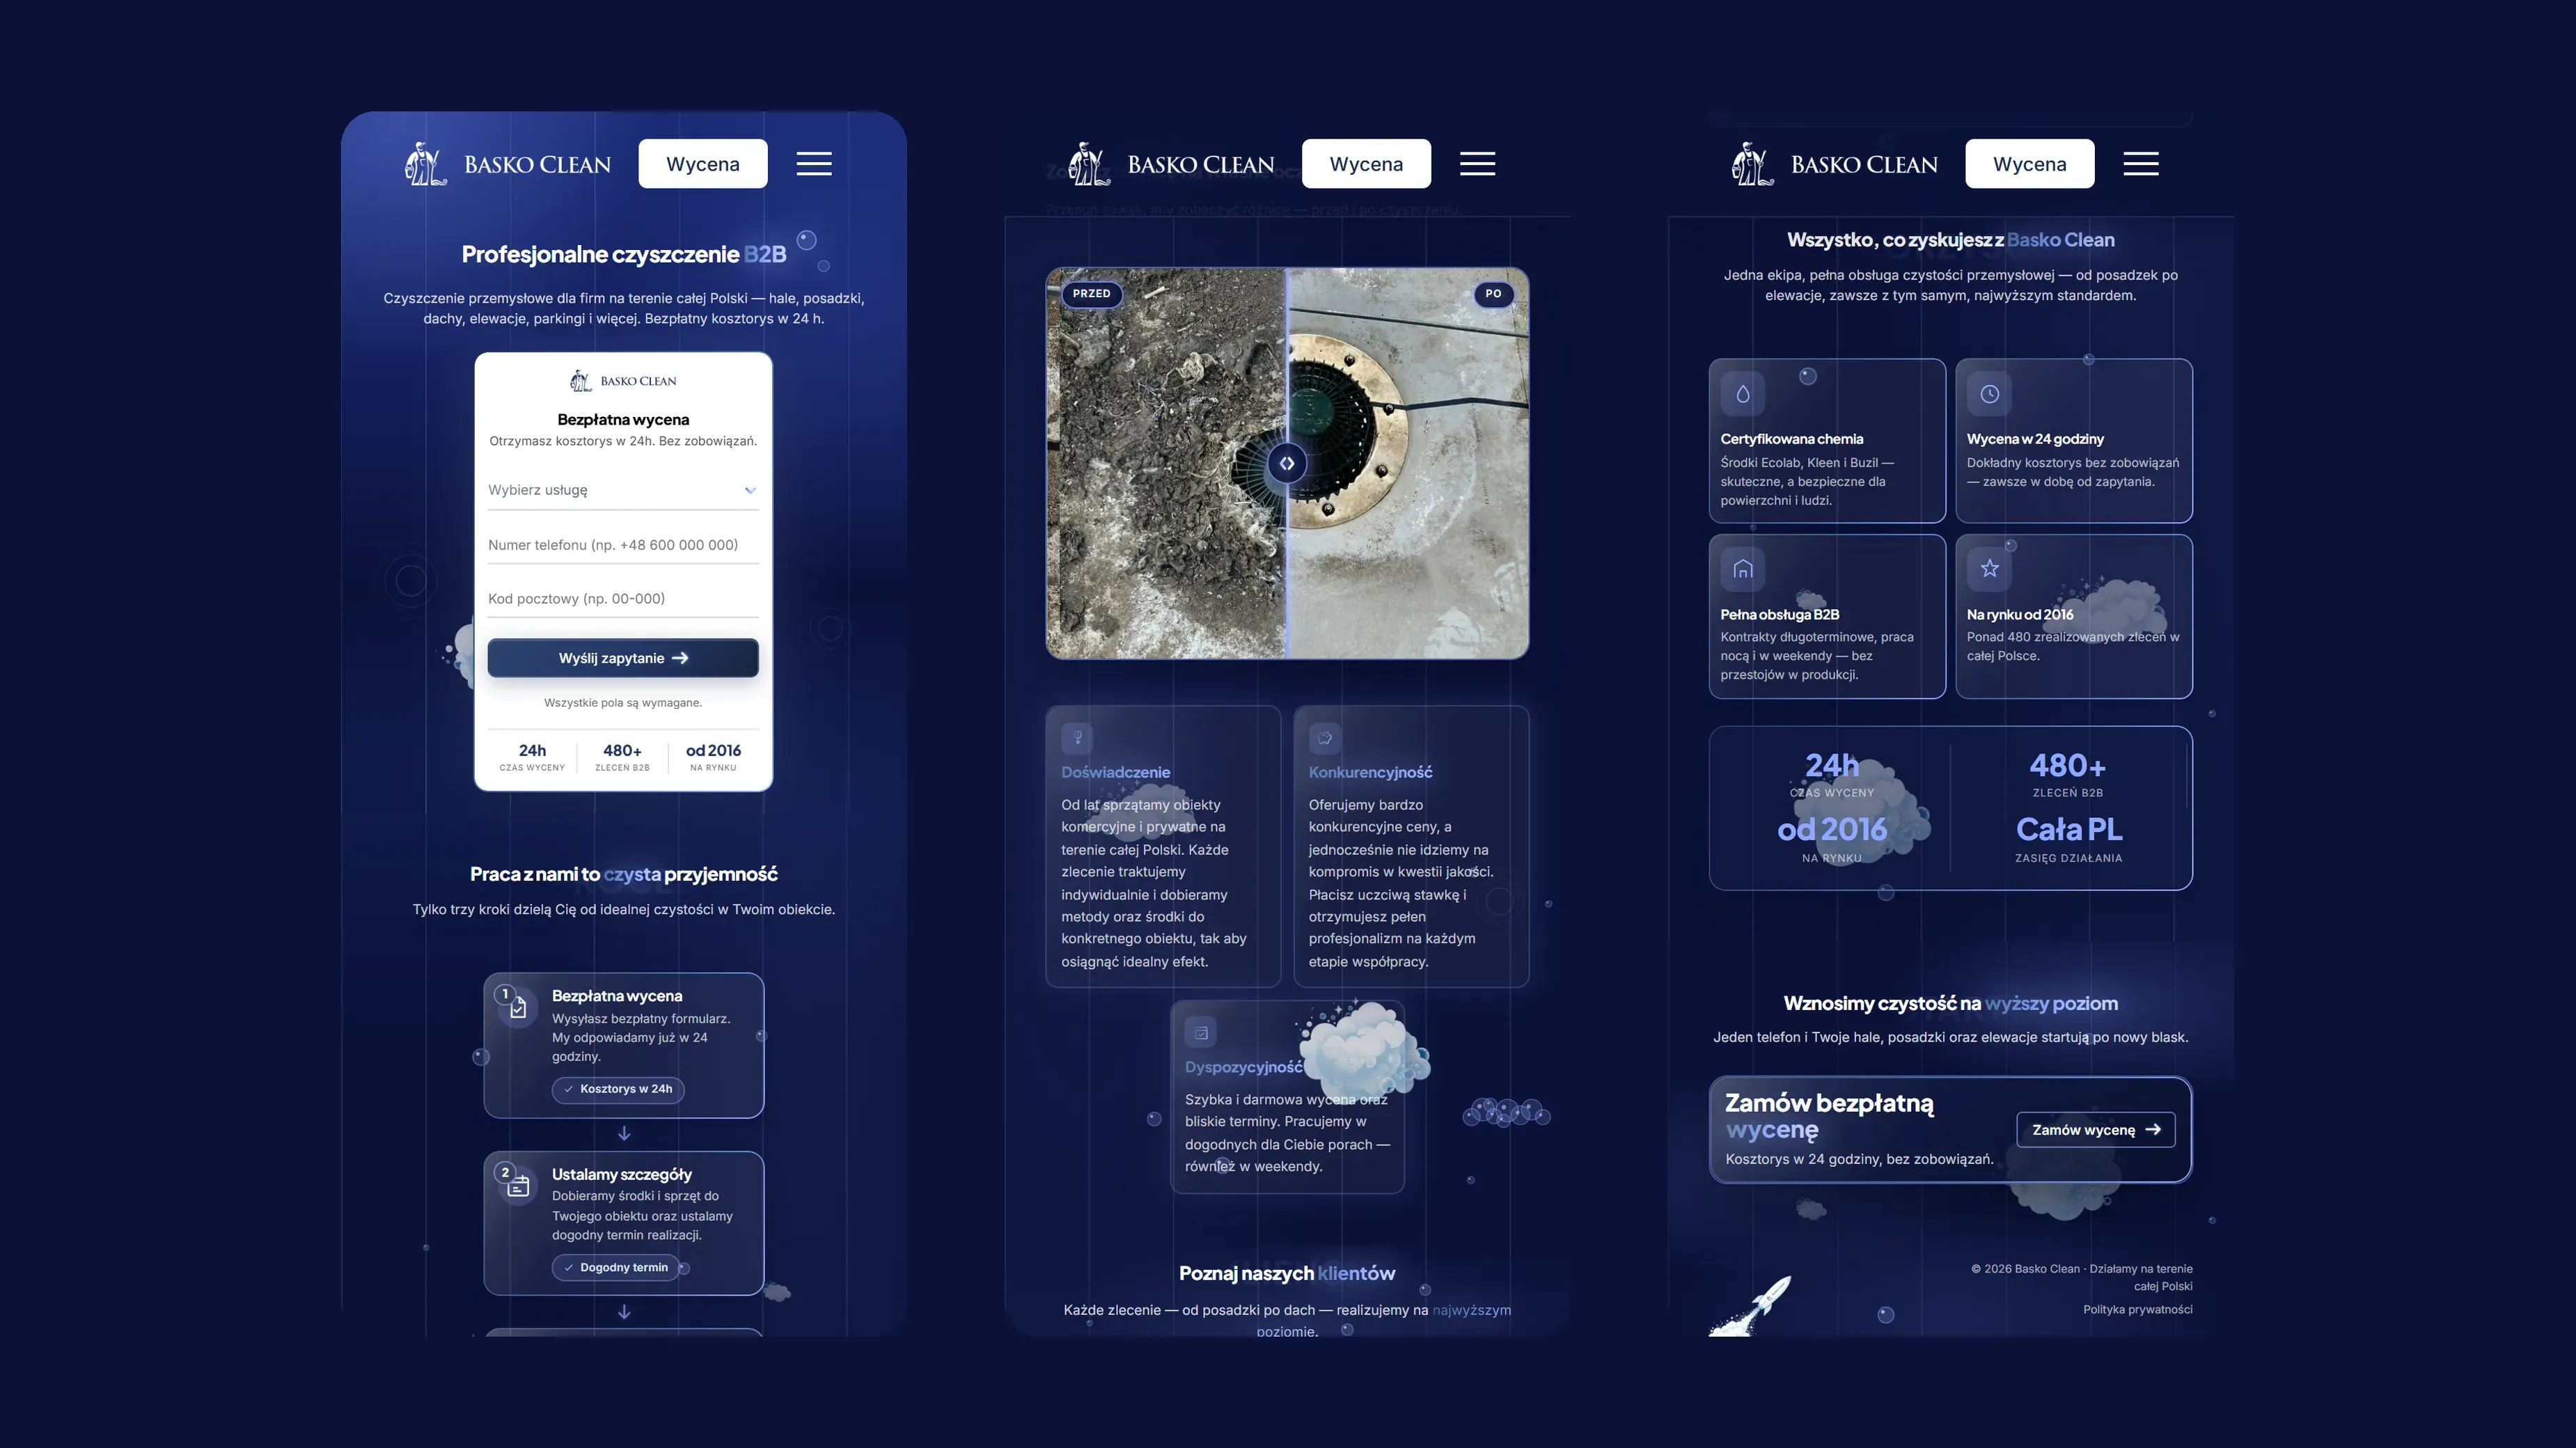 BASKO CLEAN
Wycena
Profesjonalne czyszczenie B2B
Czyszczenie przemysłowe dla firm na terenie całej Polski — hale, posadzki,
dachy, elewacje, parkingi i więcej. Bezpłatny kosztorys w 24 h.
BASKO CLEAN
Bezpłatna wycena
Otrzymasz kosztorys w 24h. Bez zobowiązań.
Wybierz usługę
Numer telefonu (np. +48 600 000 000)
Kod pocztowy (np. 00-000)
Wyślij zapytanie
Wszystkie pola są wymagane.
24h
CZAS WYCENY
480+
ZLECEŃ B2B
od 2016
NA RYNKU
Praca z nami to czysta przyjemność
Tylko trzy kroki dzielą Cię od idealnej czystości w Twoim obiekcie.
1
Bezpłatna wycena
Wysyłasz bezpłatny formularz.
My odpowiadamy już w 24
godziny.
Kosztorys w 24h
2
Ustalamy szczegóły
Dobieramy środki i sprzęt do
Twojego obiektu oraz ustalamy
dogodny termin realizacji.
Dogodny termin
BASKO CLEAN
Wycena
Przesuń suwak, aby zobaczyć różnicę — przed i po czyszczeniu.
PRZED
PO
Doświadczenie
Od lat sprzątamy obiekty
komercyjne i prywatne na
terenie całej Polski. Każde
zlecenie traktujemy
indywidualnie i dobieramy
metody oraz środki do
konkretnego obiektu, tak aby
osiągnąć idealny efekt.
Konkurencyjność
Oferujemy bardzo
konkurencyjne ceny, a
jednocześnie nie idziemy na
kompromis w kwestii jakości.
Płacisz uczciwą stawkę i
otrzymujesz pełen
profesjonalizm na każdym
etapie współpracy.
Dyspozycyjność
Szybka i darmowa wycena oraz
bliskie terminy. Pracujemy w
dogodnych dla Ciebie porach —
również w weekendy.
Poznaj naszych klientów
Każde zlecenie — od posadzki po dach — realizujemy na najwyższym
poziomie.
BASKO CLEAN
Wycena
Wszystko, co zyskujesz z Basko Clean
Jedna ekipa, pełna obsługa czystości przemysłowej — od posadzek po
elewacje, zawsze z tym samym, najwyższym standardem.
Certyfikowana chemia
Środki Ecolab, Kleen i Buzil —
skuteczne, a bezpieczne dla
powierzchni i ludzi.
Wycena w 24 godziny
Dokładny kosztorys bez zobowiązań
— zawsze w dobę od zapytania.
Pełna obsługa B2B
Kontrakty długoterminowe, praca
nocą i w weekendy — bez
przestojów w produkcji.
Na rynku od 2016
Ponad 480 zrealizowanych zleceń w
całej Polsce.
24h
CZAS WYCENY
480+
ZLECEŃ B2B
od 2016
NA RYNKU
Cała PL
ZASIĘG DZIAŁANIA
Wznosimy czystość na wyższy poziom
Jeden telefon i Twoje hale, posadzki oraz elewacje startują po nowy blask.
Zamów bezpłatną
wycenę
Kosztorys w 24 godziny, bez zobowiązań.
Zamów wycenę
© 2026 Basko Clean · Działamy na terenie
całej Polski
Polityka prywatności